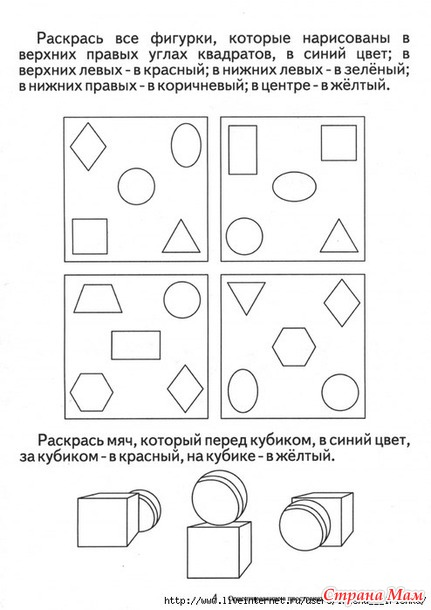 Раскрась все фигурки, которые нарисованы в
верхних правых углах квадратов, в синий цвет; в
верхних левых - в красный; в нижних левых - в зелёный;
в нижних правых - в коричневый; в центре - в жёлтый.
Раскрась мяч, который перед кубиком, в синий цвет,
за кубиком - в красный, на кубике - в жёлтый.
4
Страна Мам